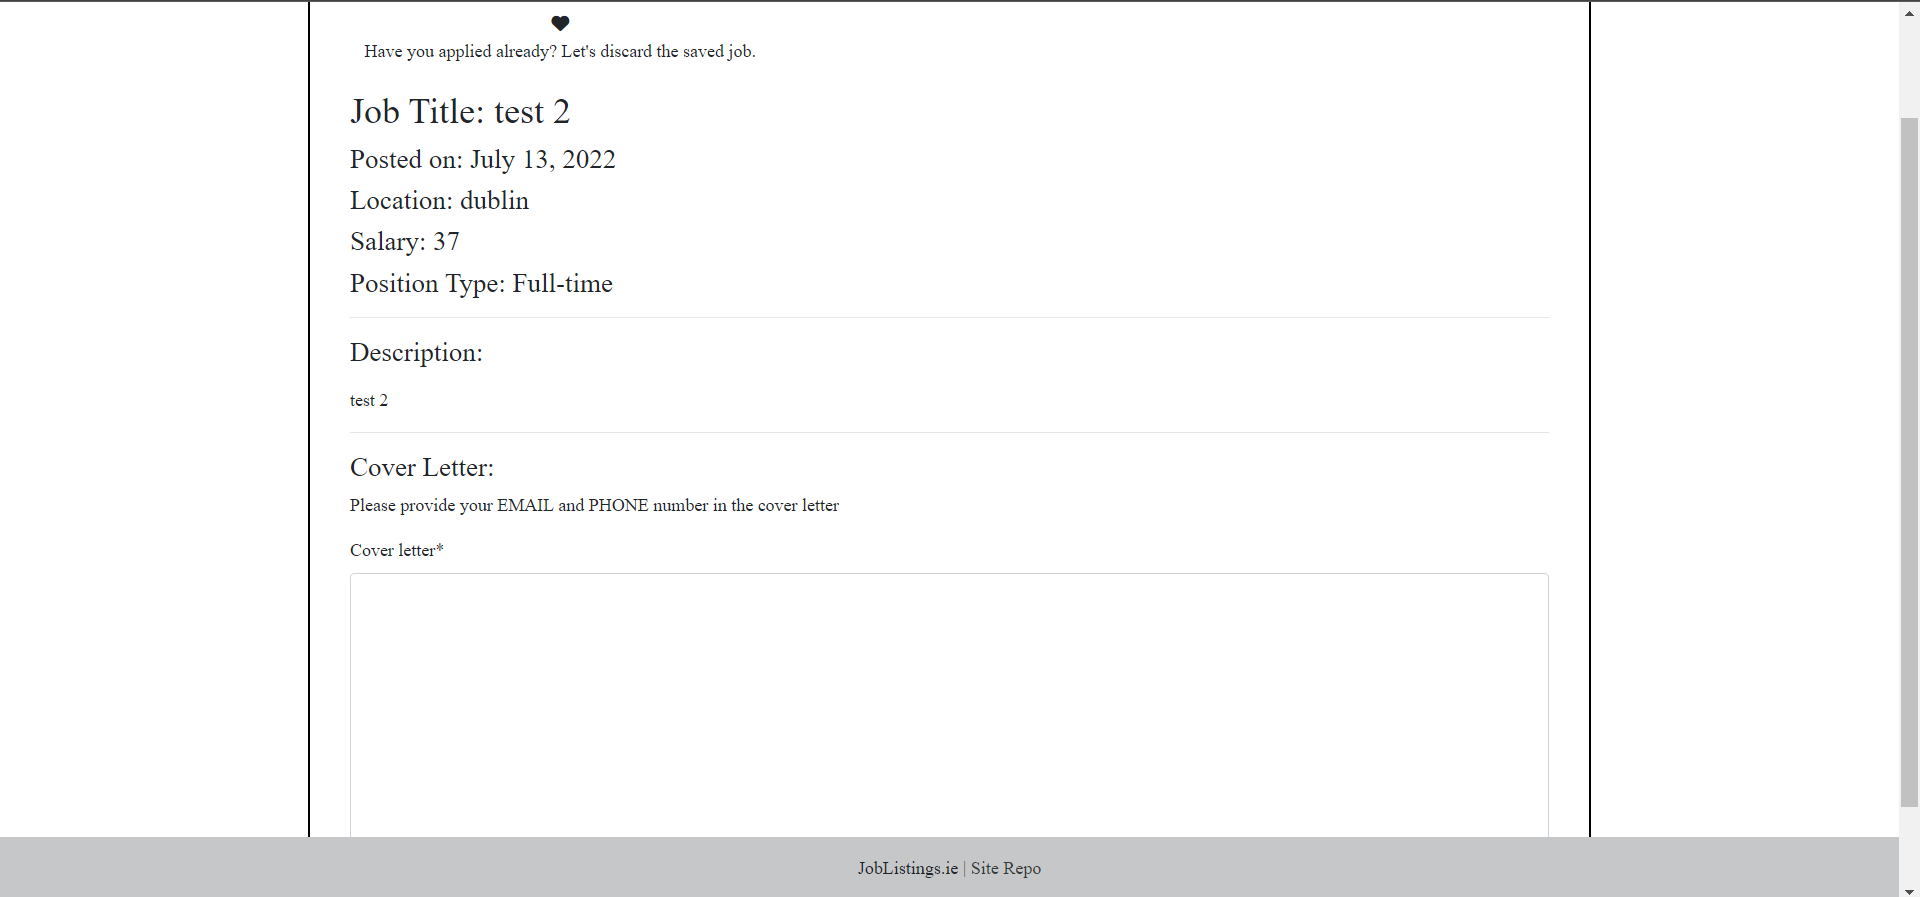 Have you applied already? Let's discard the saved job.
Job Title: test 2
Posted on: July 13, 2022
Location: dublin
Salary: 37
Position Type: Full-time
Description:
test 2
Cover Letter:
Please provide your EMAIL and PHONE number in the cover letter
Cover letter*
JobListings.ie | Site Repo